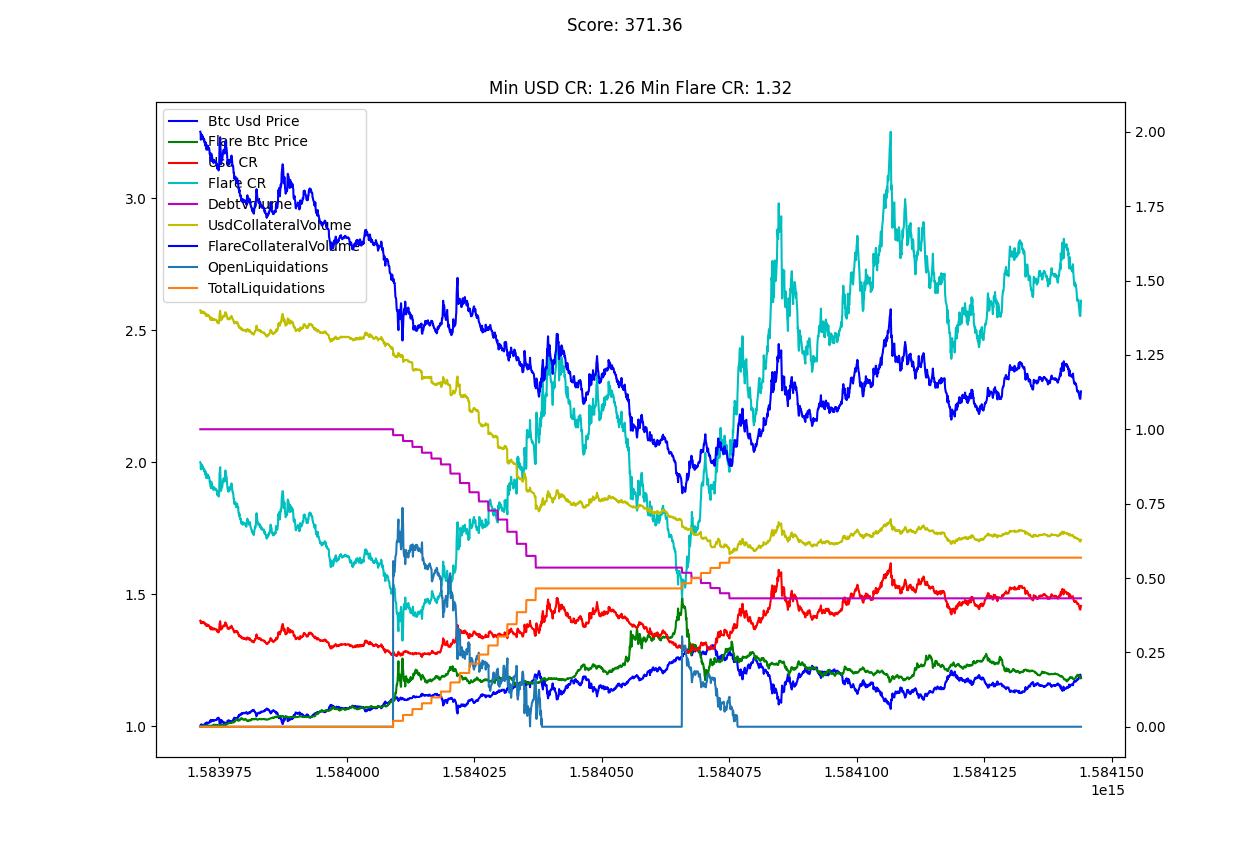 Score: 371.36
Min USD CR: 1.26 Min Flare CR: 1.32
Btc Usd Price
Flare Btc Price
Usd CR
Flare CR
DebtVolume
UsdCollateralVolume
FlareCollateralVolume
OpenLiquidations
TotalLiquidations
3.0
2.5
2.0
1.5
1.0
2.00
1.75
1.50
1.25
1.00
0.75
0.50
0.25
0.00
1.583975
1.584000
1.584025
1.584050
1.584075
1.584100
1.584125
1.584150
1e15